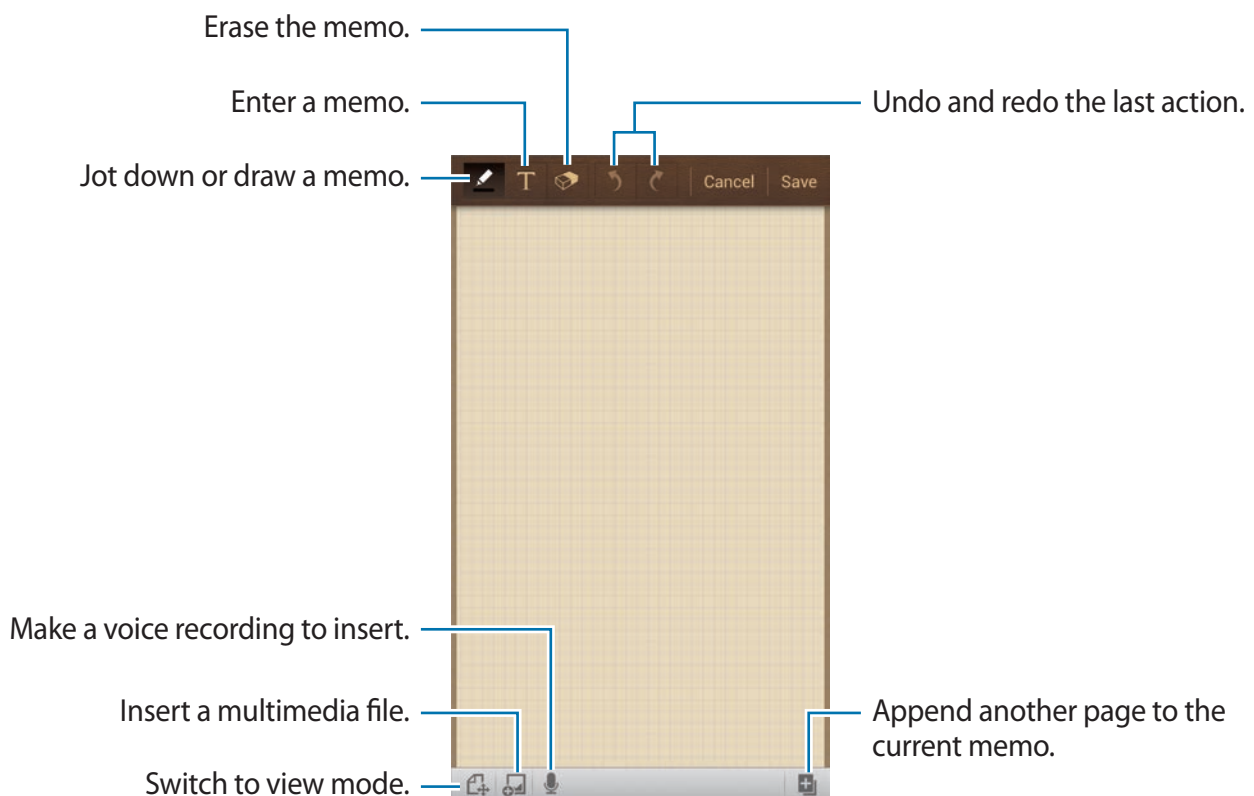 Erase the memo.
Enter a memo.
Undo and redo the last action.
Jot down or draw a memo.
T
Cancel
Save
Make a voice recording to insert.
Insert a multimedia file.
Append another page to the
current memo.
Switch to view mode.